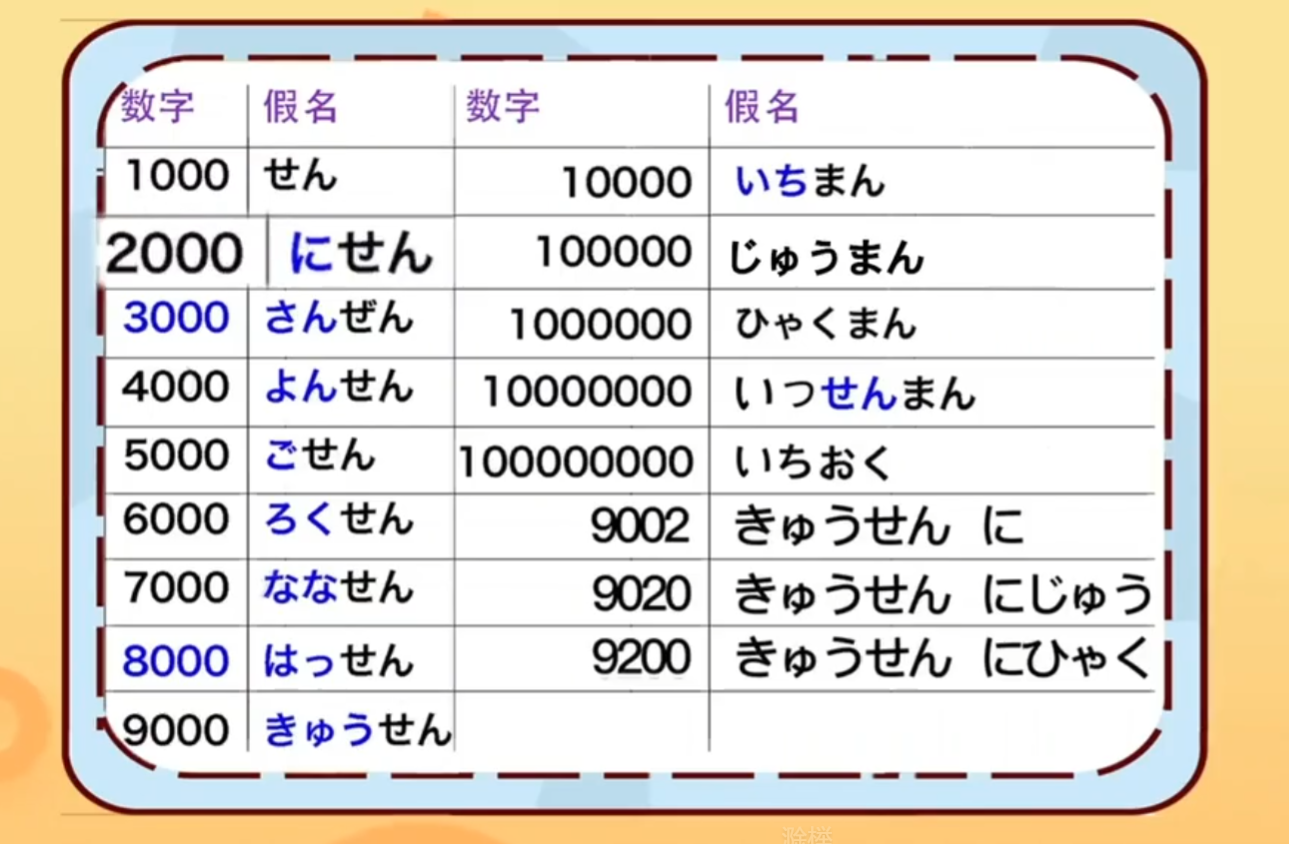 数字 假名 数字 假名
1000 せん 10000 いちまん
2000 にせん 100000 じゅうまん
3000 さんぜん 1000000 ひゃくまん
4000 よんせん 10000000 いっせんまん
5000 ごせん 100000000 いちおく
6000 ろくせん 9002 きゅうせん に
7000 ななせん 9020 きゅうせん にじゅう
8000 はっせん 9200 きゅうせん にひゃく
9000 きゅうせん